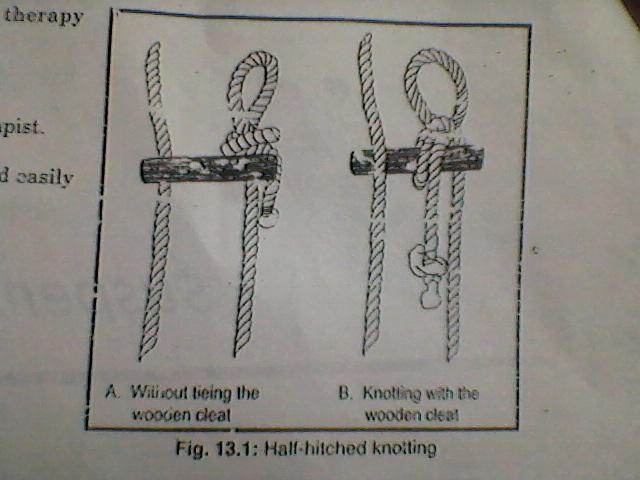 therapy
pist.
d easily
A. Without tieing the
wooden cleat
B. Knotting with the
wooden cleat
Fig. 13.1: Half-hitched knotting